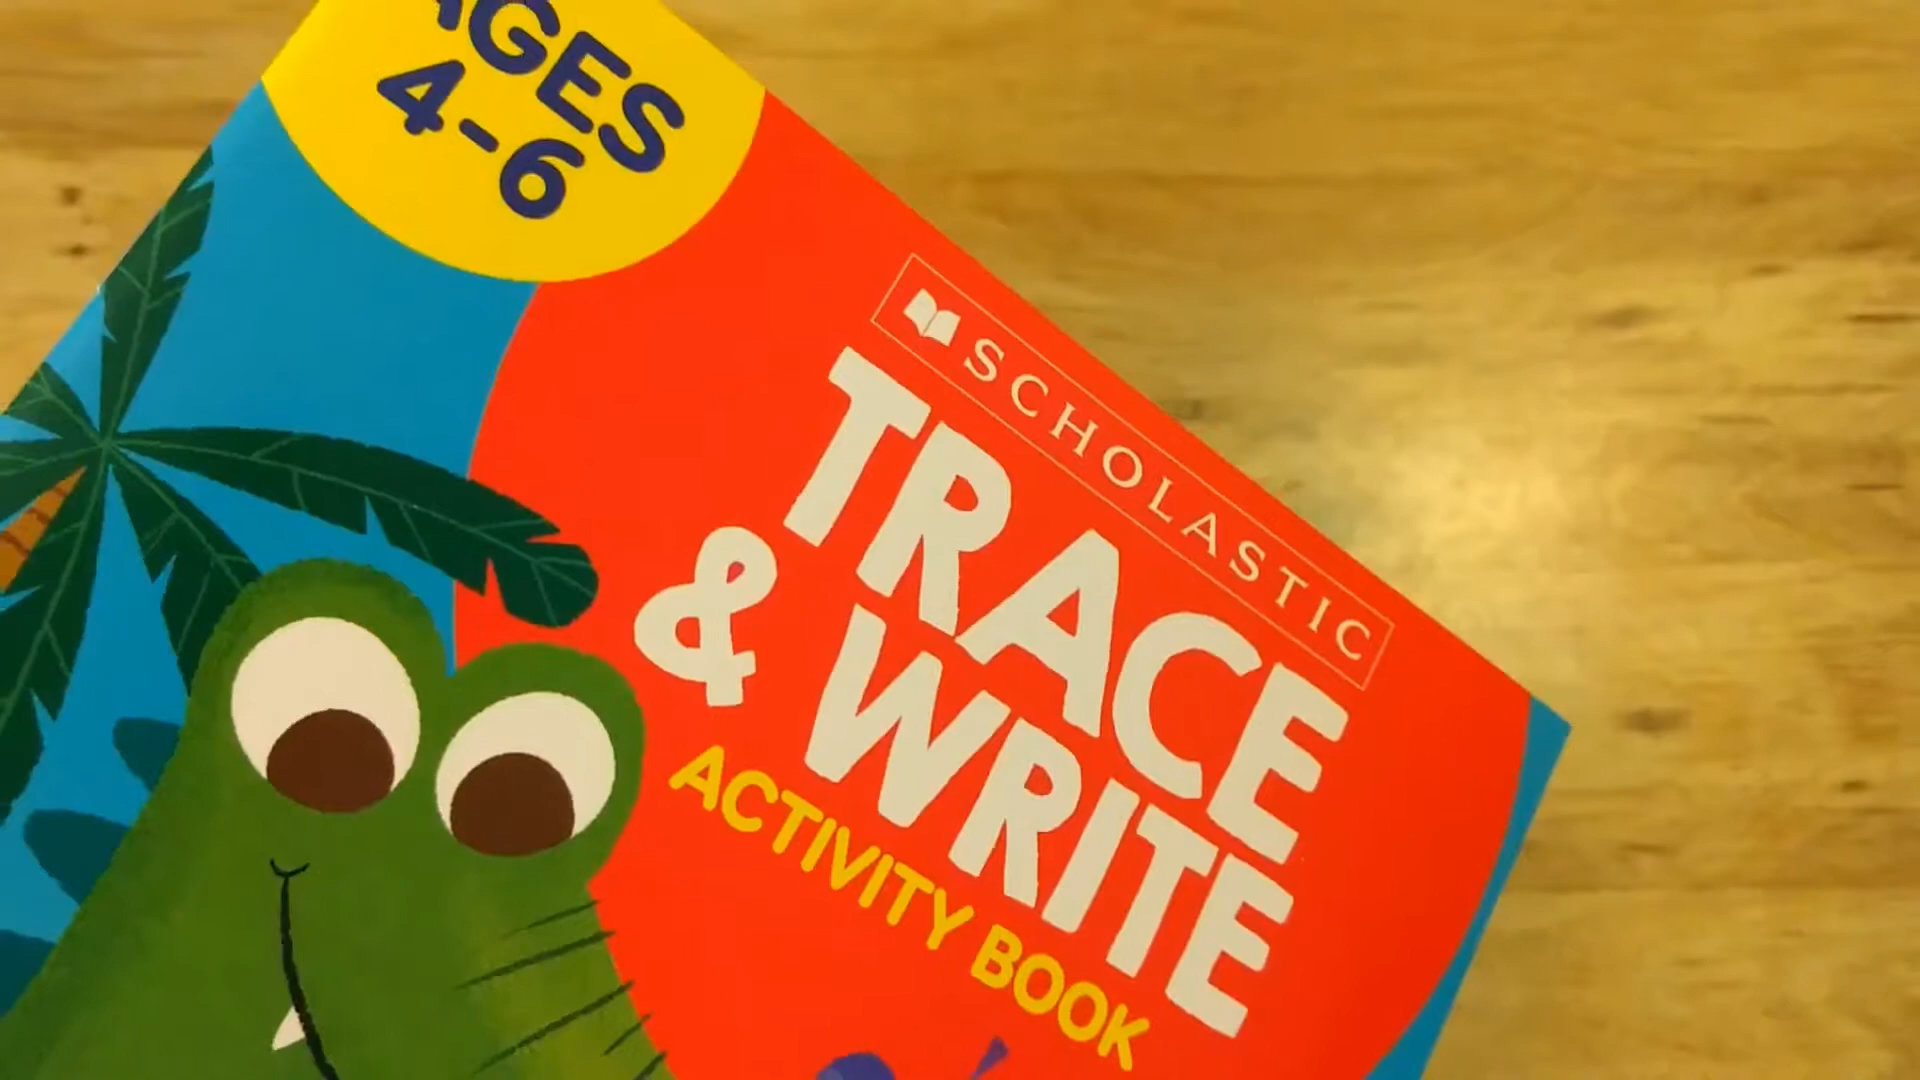 AGES
4-6
SCHOLASTIC
TRACE
& WRITE
ACTIVITY BOOK